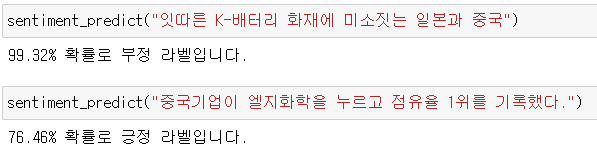 sentiment_predict("잇따른 K-배터리 화재에 미소짓는 일본과 중국")
99.32% 확률로 부정 라벨입니다.
sentiment_predict("중국기업이 엘지화학을 누르고 점유율 1위를 기록했다.")
76.46% 확률로 긍정 라벨입니다.